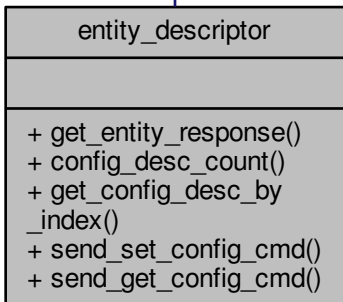 entity_descriptor
+ get_entity_response()
+ config_desc_count()
+ get_config_desc_by
_index()
+ send_set_config_cmd()
+ send_get_config_cmd()